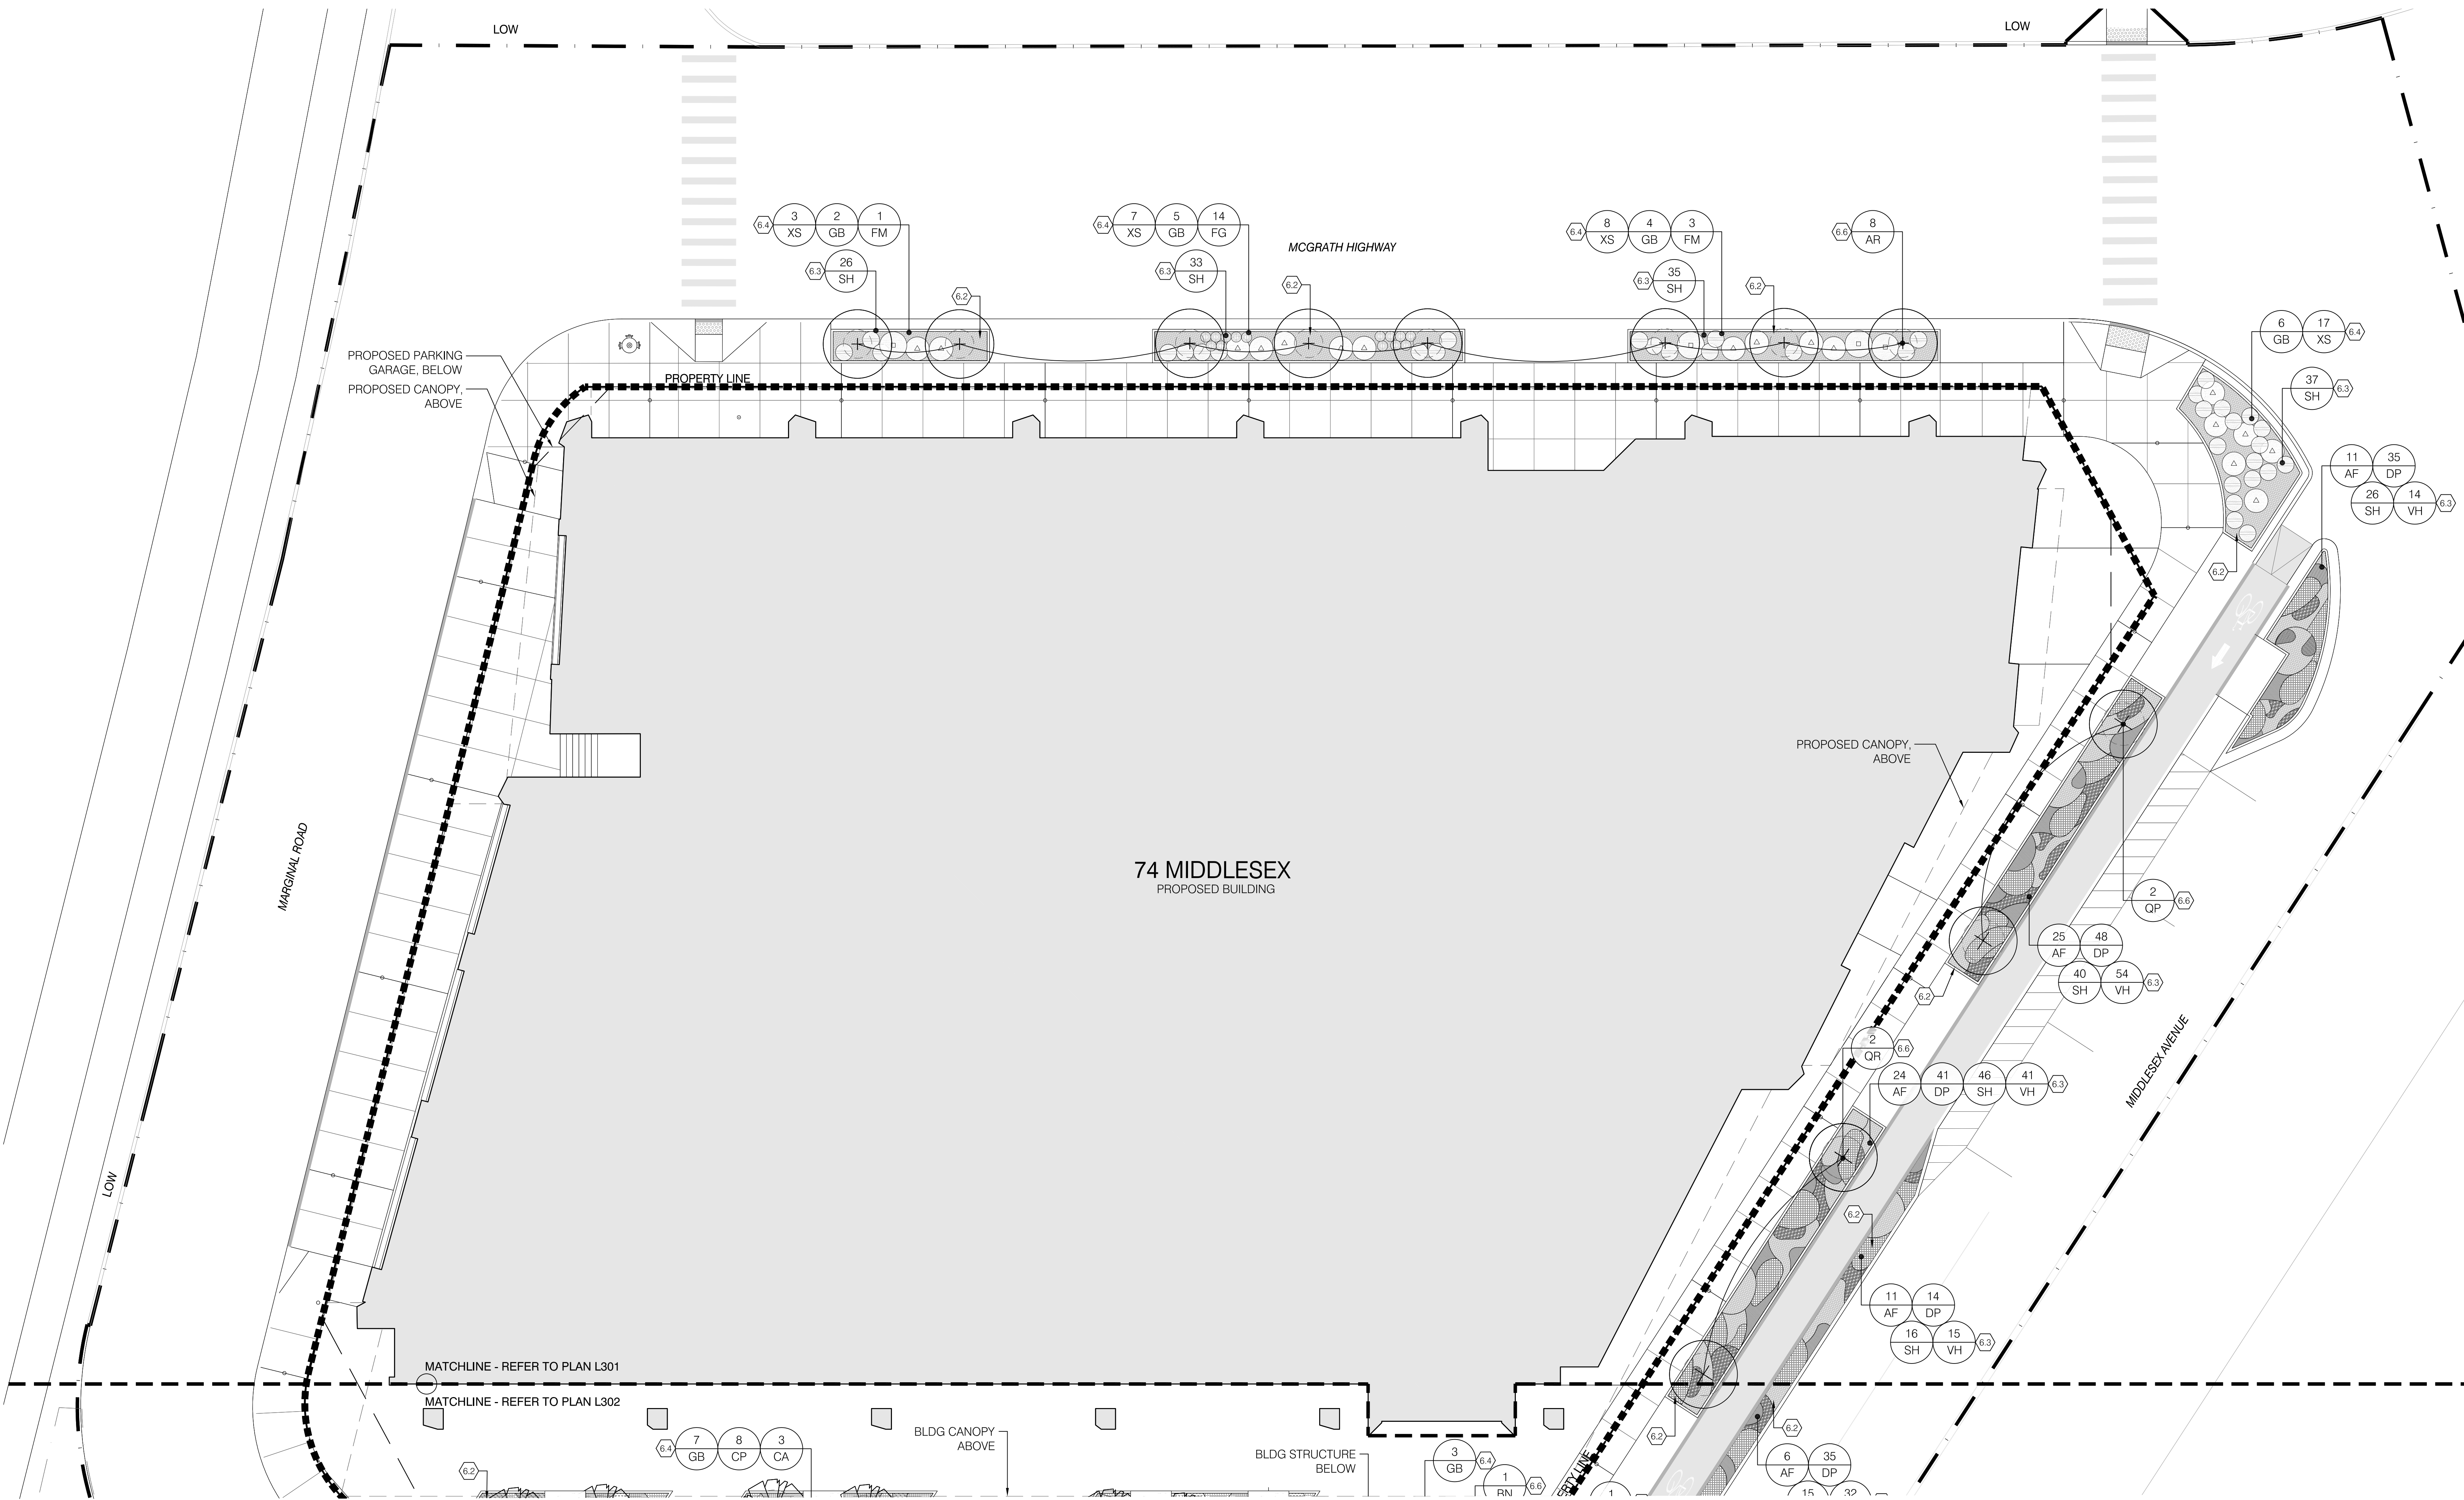 LOW
LOW
6.4
3
XS
2
GB
1
FM
6.3
26
SH
6.2
6.4
7
XS
5
GB
14
FG
6.3
33
SH
6.2
MCGRATH HIGHWAY
6.4
8
XS
4
GB
3
FM
6.3
35
SH
6.2
6.6
8
AR
6
GB
17
XS
6.4
37
SH
6.3
11
AF
35
DP
26
SH
14
VH
6.3
6.2
PROPOSED PARKING
GARAGE, BELOW
PROPOSED CANOPY,
ABOVE
PROPERTY LINE
PROPOSED CANOPY,
ABOVE
74 MIDDLESEX
PROPOSED BUILDING
MARGINAL ROAD
LOW
2
QP
6.6
25
AF
48
DP
40
SH
54
VH
6.3
6.2
2
QR
6.6
24
AF
41
DP
46
SH
41
VH
6.3
MIDDLESEX AVENUE
6.2
11
AF
14
DP
16
SH
15
VH
6.3
MATCHLINE - REFER TO PLAN L301
MATCHLINE - REFER TO PLAN L302
6.4
7
GB
8
CP
3
CA
6.2
BLDG CANOPY
ABOVE
BLDG STRUCTURE
BELOW
3
GB
6.4
1
BN
6.6
ERTY LINE
1
6.2
6.2
6
AF
35
DP
15
32